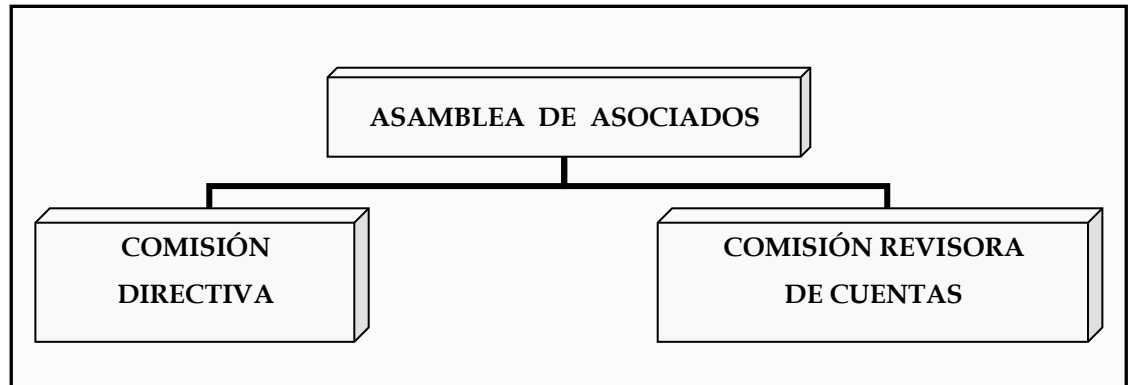 ASAMBLEA DE ASOCIADOS
COMISIÓN
DIRECTIVA
COMISIÓN REVISORA
DE CUENTAS